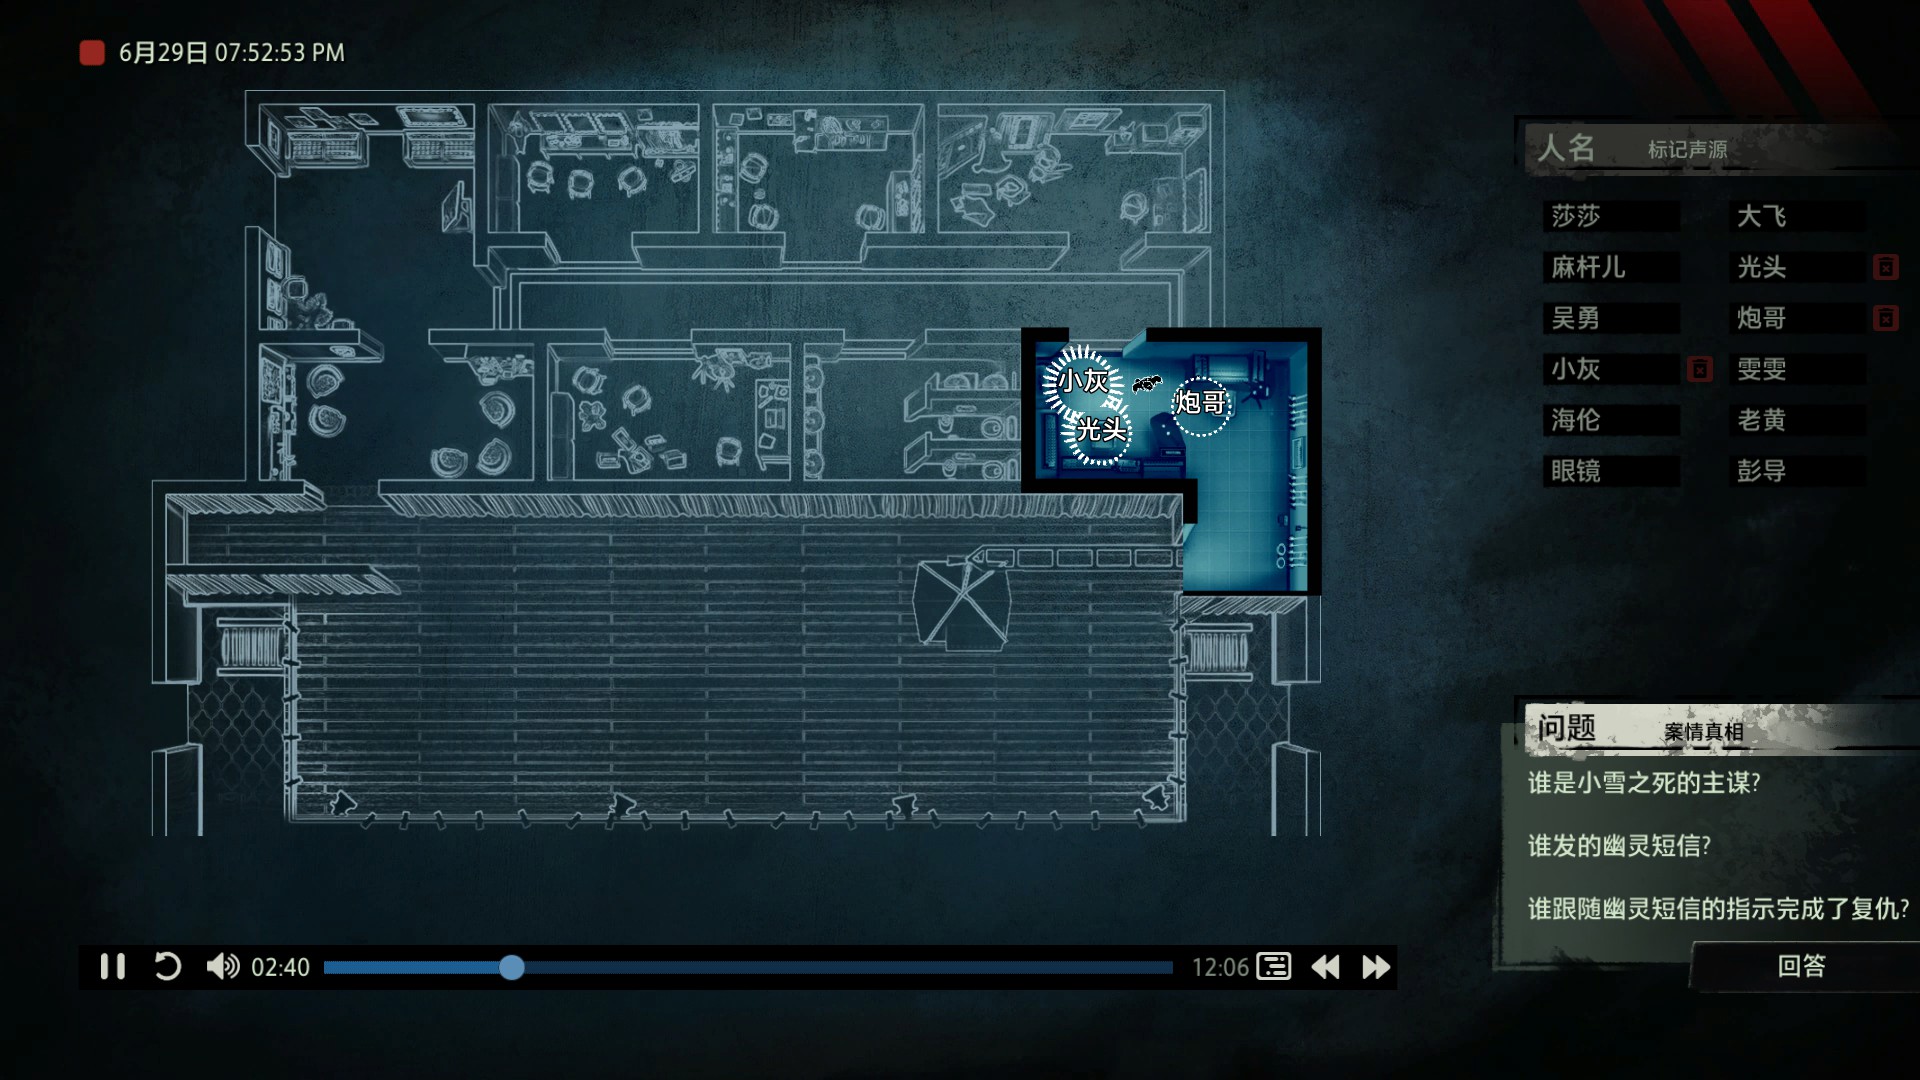 6月29日 07:52:53 PM
人名 标记声源
莎莎 大飞
麻杆儿 光头
吴勇 炮哥
小灰 雯雯
海伦 老黄
眼镜 彭导
小灰
炮哥
光头
问题 案情真相
谁是小雪之死的主谋?
谁发的幽灵短信?
谁跟随幽灵短信的指示完成了复仇?
回答
02:40 12:06